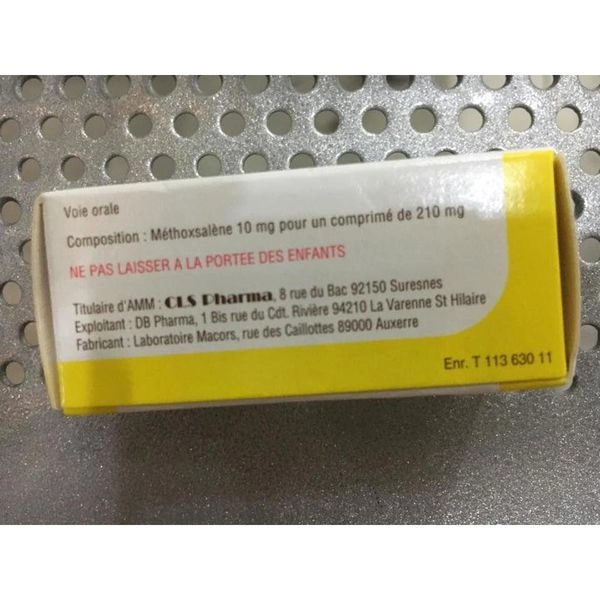 Voie orale
Composition : Méthoxsalène 10 mg pour un comprimé de 210 mg
NE PAS LAISSER A LA PORTEE DES ENFANTS
Titulaire d'AMM : CLS Pharma, 8 rue du Bac 92150 Suresnes
Exploitant : DB Pharma, 1 Bis rue du Cdt. Rivière 94210 La Varenne St Hilaire
Fabricant : Laboratoire Macors, rue des Caillottes 89000 Auxerre
Enr. T 113 630 11